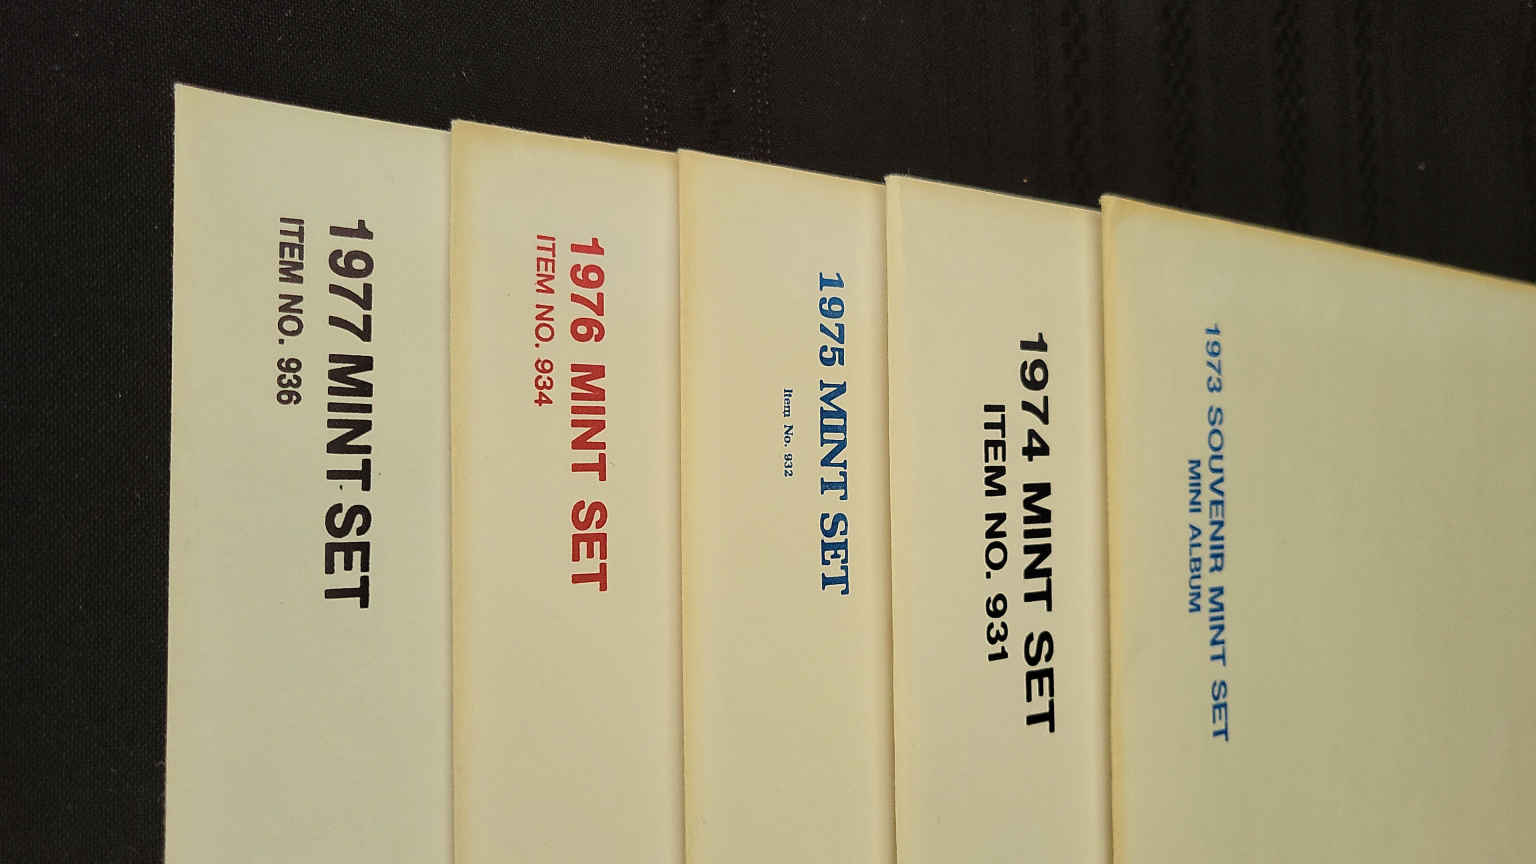 1977 MINT SET
ITEM NO. 936
1976 MINT SET
ITEM NO. 934
1975 MINT SET
Item No. 932
1974 MINT SET
ITEM NO. 931
1973 SOUVENIR MINT SET
MINI ALBUM